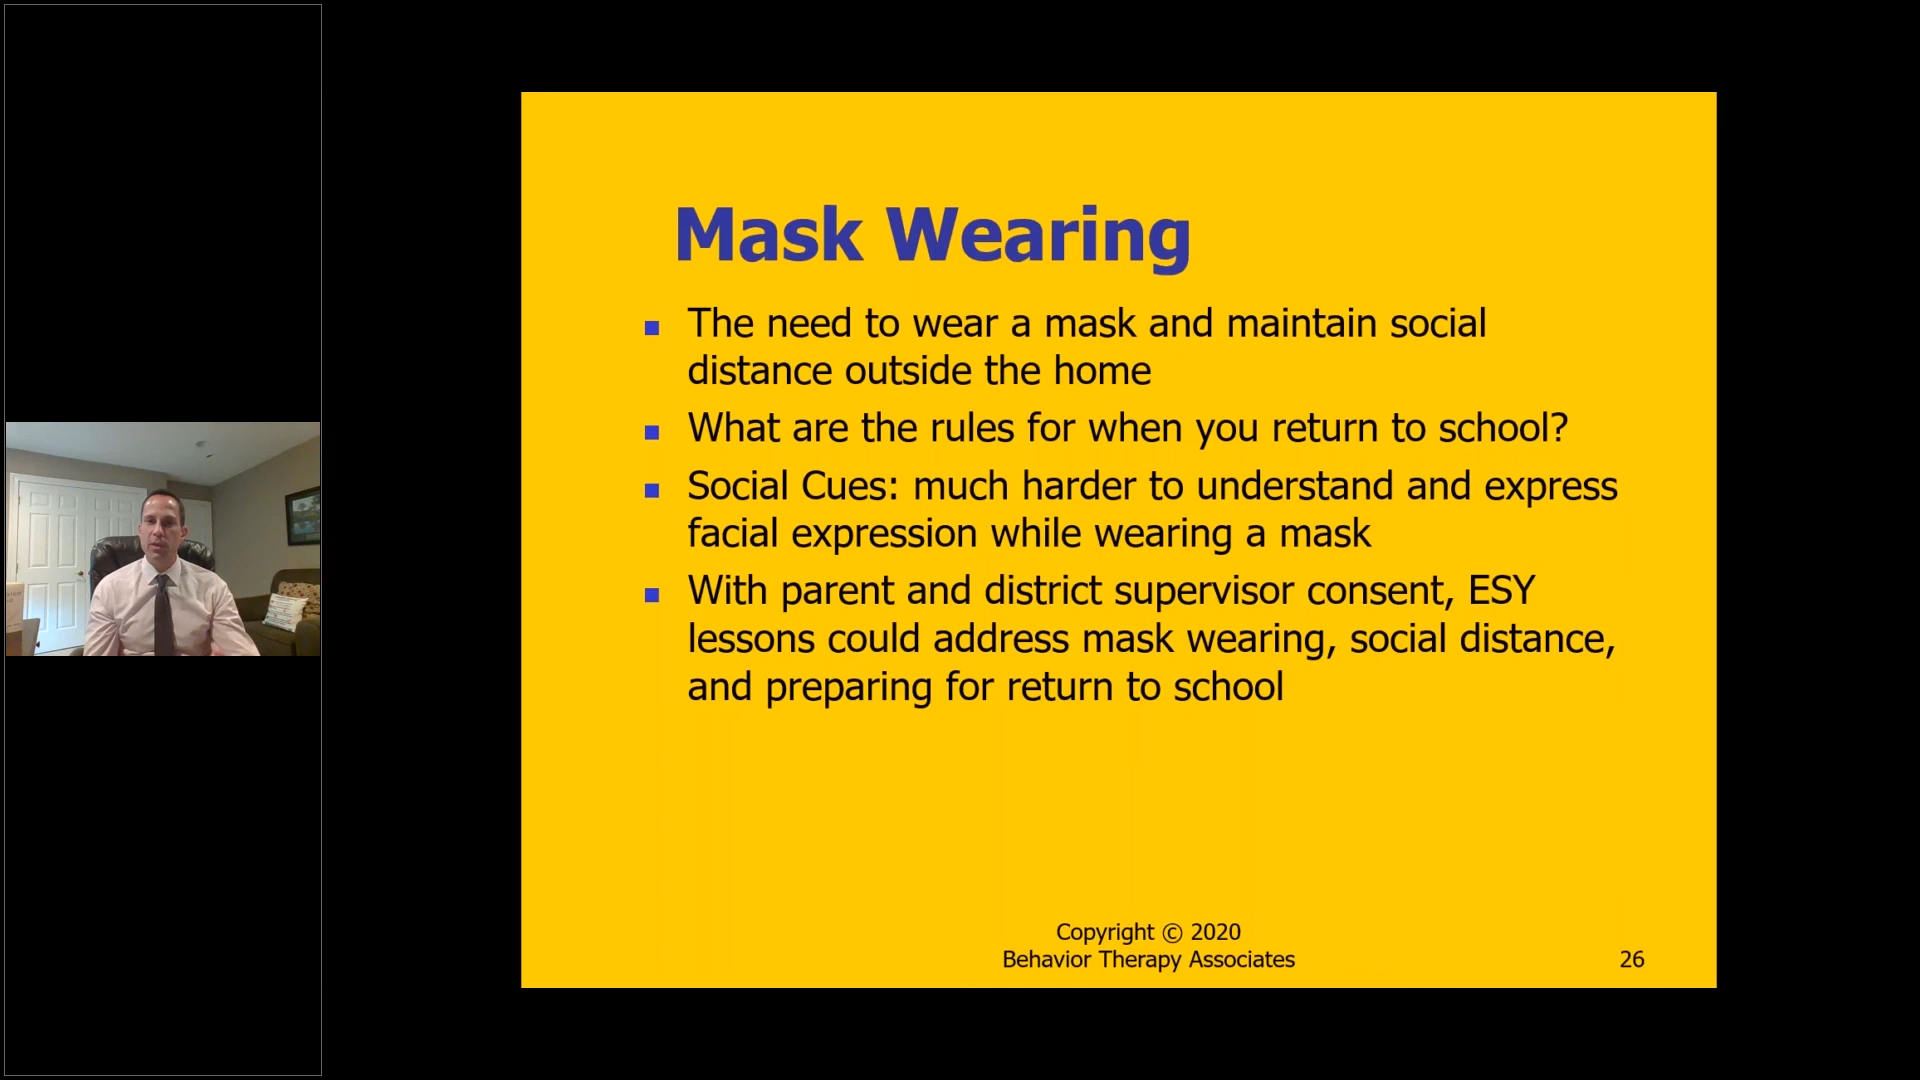 Mask Wearing
The need to wear a mask and maintain social
distance outside the home
What are the rules for when you return to school?
Social Cues: much harder to understand and express
facial expression while wearing a mask
With parent and district supervisor consent, ESY
lessons could address mask wearing, social distance,
and preparing for return to school
Copyright © 2020
Behavior Therapy Associates
26